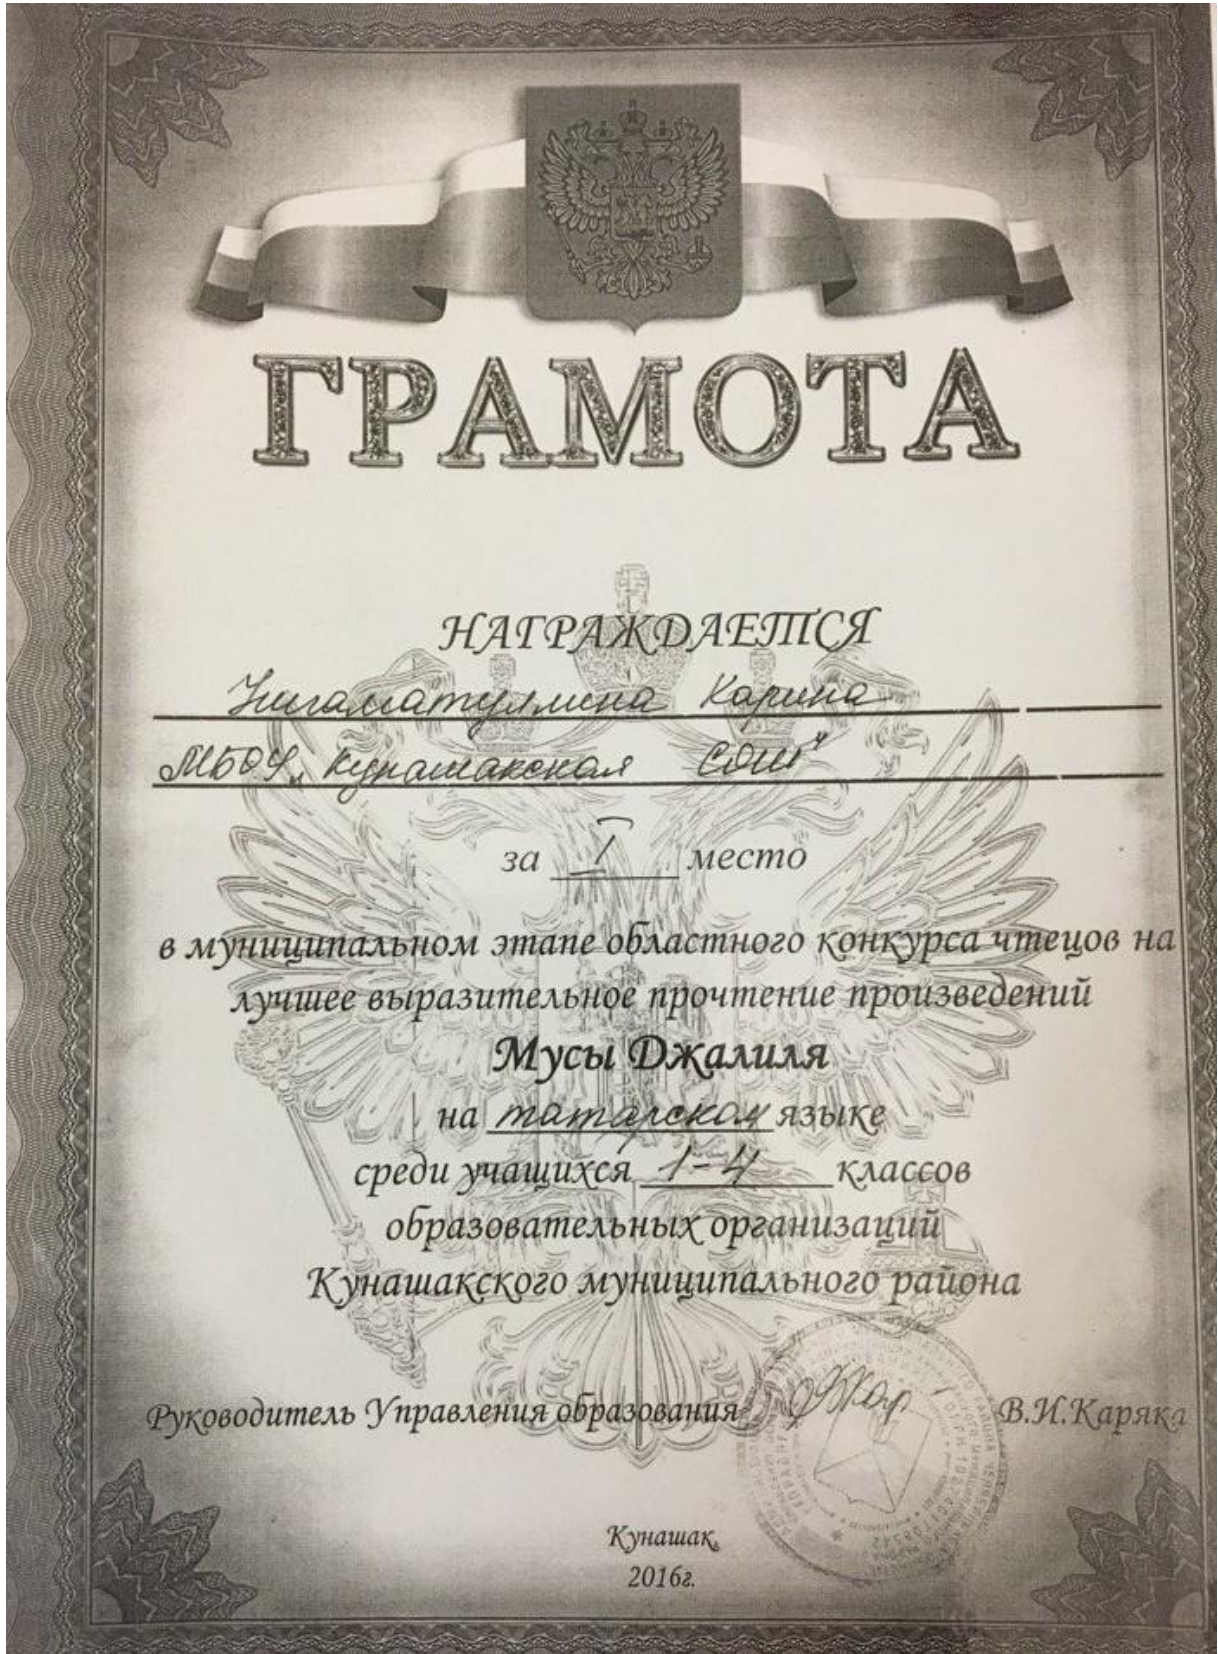 ГРАМОТА
НАГРАЖДАЕТСЯ
Нигаматуллина Карина
МБОУ „Кунашакская СОШ"
за I место
в муниципальном этапе областного конкурса чтецов на
лучшее выразительное прочтение произведений
Мусы Джалиля
на татарском языке
среди учащихся 1-4 классов
образовательных организаций
Кунашакского муниципального района
Руководитель Управления образования В.И.Каряка
Кунашак
2016г.